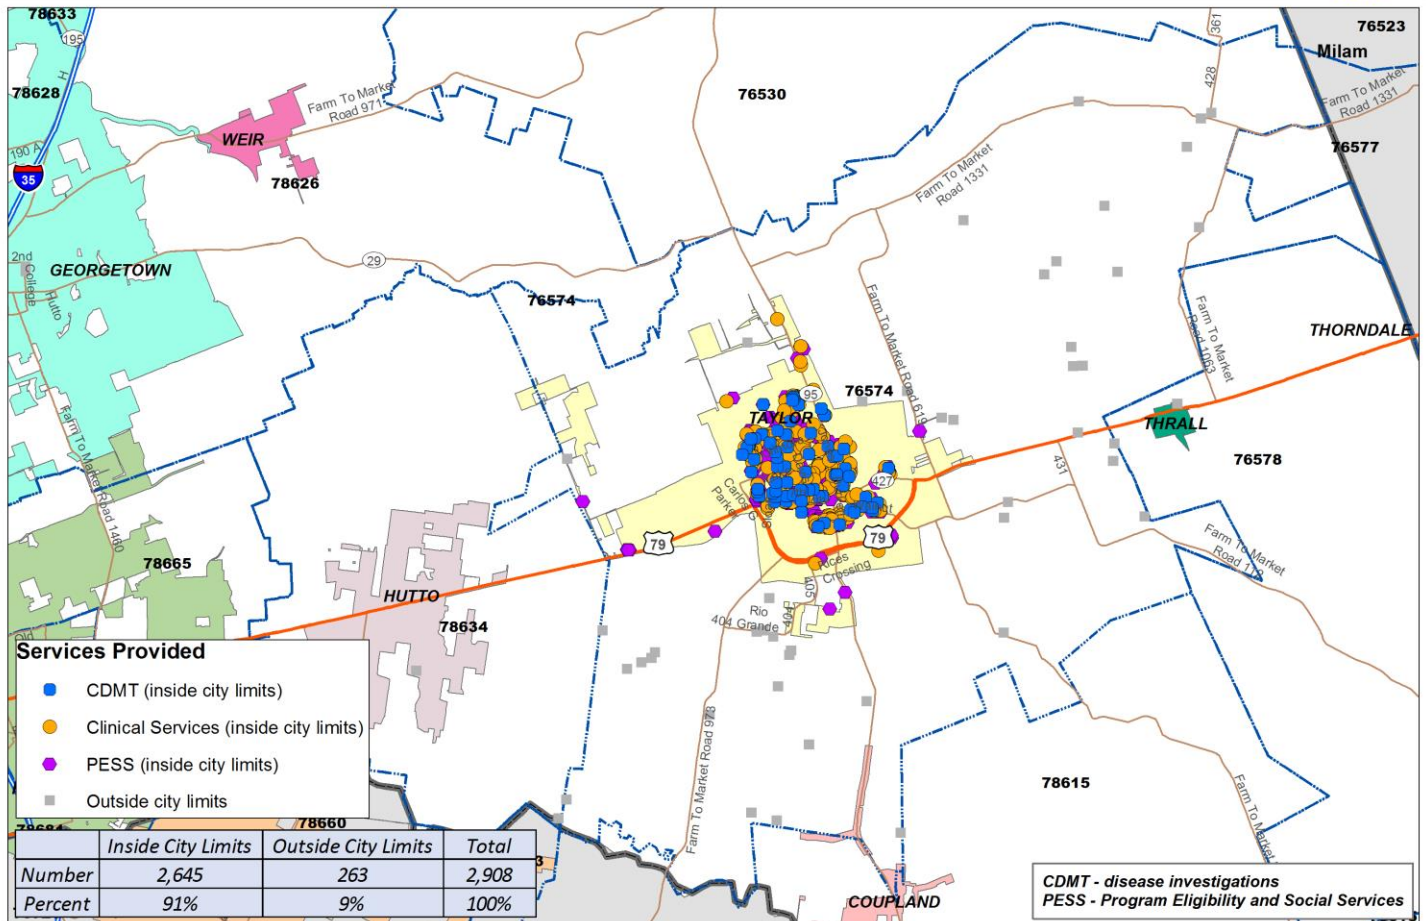 78633
195
H
78628
190 A
35
WEIR
Farm To Market
Road 971
78626
76530
361
428
76523
Milam
Farm To Market
Road 1331
76577
Farm To Market
Road 1331
2nd
College
Hutto
GEORGETOWN
29
76574
Farm To Market Road 619
76574
Farm To Market
Road 1063
THORNDALE
95
TAYLOR
THRALL
76578
431
427
Farm To Market Road 1460
79
79
78665
HUTTO
78634
Rices
Crossing
405
404
Rio
404 Grande
Farm To Market Road 973
78615
78660
COUPLAND
Services Provided
CDMT (inside city limits)
Clinical Services (inside city limits)
PESS (inside city limits)
Outside city limits
Inside City Limits Outside City Limits Total
Number 2,645 263 2,908
Percent 91% 9% 100%
CDMT - disease investigations
PESS - Program Eligibility and Social Services